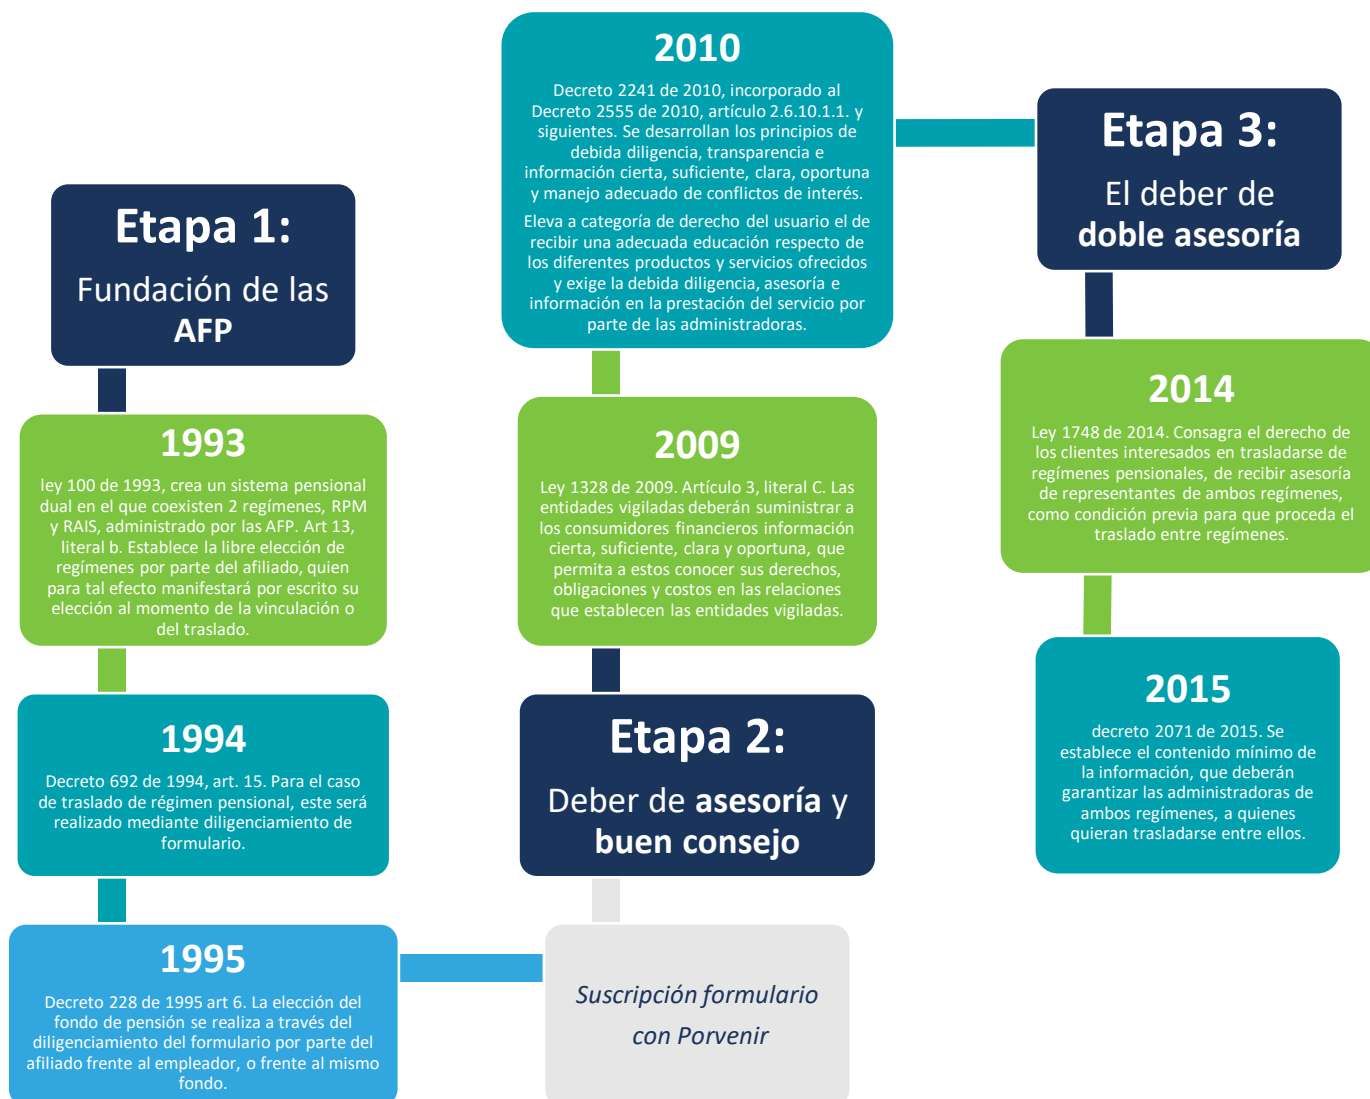 Etapa 1:
Fundación de las
AFP
1993
ley 100 de 1993, crea un sistema pensional
dual en el que coexisten 2 regímenes, RPM
y RAIS, administrado por las AFP. Art 13,
literal b. Establece la libre elección de
regímenes por parte del afiliado, quien
para tal efecto manifestará por escrito su
elección al momento de la vinculación o
del traslado.
1994
Decreto 692 de 1994, art. 15. Para el caso
de traslado de régimen pensional, este será
realizado mediante diligenciamiento de
formulario.
1995
Decreto 228 de 1995 art 6. La elección del
fondo de pensión se realiza a través del
diligenciamiento del formulario por parte del
afiliado frente al empleador, o frente al mismo
fondo.
Suscripción formulario
con Porvenir
Etapa 2:
Deber de asesoría y
buen consejo
2009
Ley 1328 de 2009. Artículo 3, literal C. Las
entidades vigiladas deberán suministrar a
los consumidores financieros información
cierta, suficiente, clara y oportuna, que
permita a estos conocer sus derechos,
obligaciones y costos en las relaciones
que establecen las entidades vigiladas.
2010
Decreto 2241 de 2010, incorporado al
Decreto 2555 de 2010, artículo 2.6.10.1.1. y
siguientes. Se desarrollan los principios de
debida diligencia, transparencia e
información cierta, suficiente, clara, oportuna
y manejo adecuado de conflictos de interés.
Eleva a categoría de derecho del usuario el de
recibir una adecuada educación respecto de
los diferentes productos y servicios ofrecidos
y exige la debida diligencia, asesoría e
información en la prestación del servicio por
parte de las administradoras.
Etapa 3:
El deber de
doble asesoría
2014
Ley 1748 de 2014. Consagra el derecho de
los clientes interesados en trasladarse de
regímenes pensionales, de recibir asesoría
de representantes de ambos regímenes,
como condición previa para que proceda el
traslado entre regímenes.
2015
decreto 2071 de 2015. Se
establece el contenido mínimo de
la información, que deberán
garantizar las administradoras de
ambos regímenes, a quienes
quieran trasladarse entre ellos.